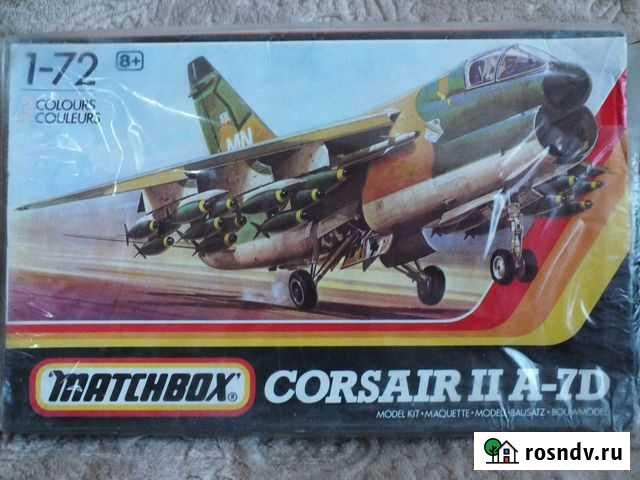 1-72
8+
COLOURS
COULEURS
MN
MATCHBOX®
CORSAIR II A-7D
MODEL KIT • MAQUETTE • MODELL-BAUSATZ • BOUWMODEL
rosndv.ru